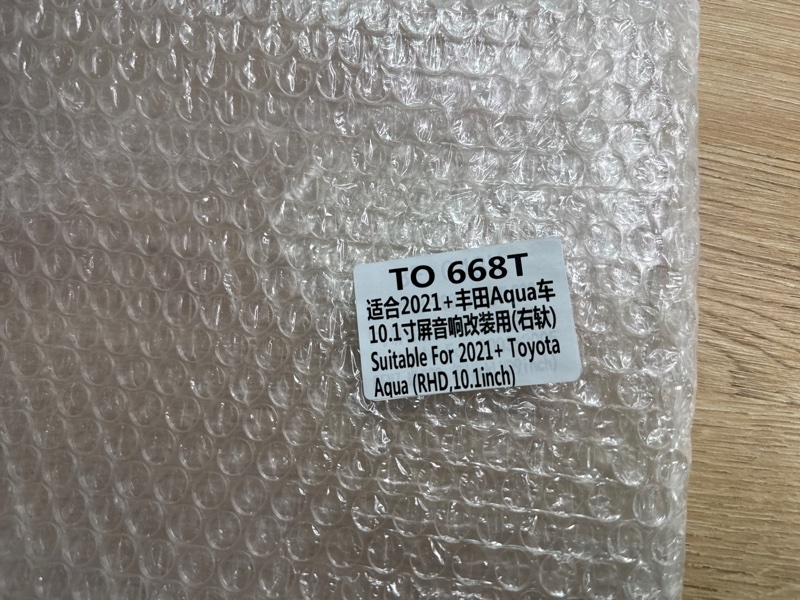 TO 668T
适合2021+丰田Aqua车
10.1寸屏音响改装用(右钛)
Suitable For 2021+ Toyota
Aqua (RHD,10.1inch)